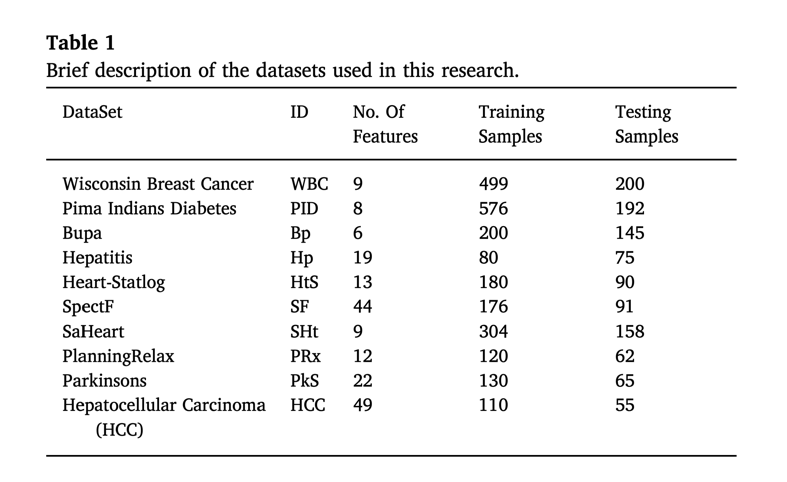 Table 1
Brief description of the datasets used in this research.
DataSet ID No. Of Features Training Samples Testing Samples
Wisconsin Breast Cancer WBC 9 499 200
Pima Indians Diabetes PID 8 576 192
Bupa Bp 6 200 145
Hepatitis Hp 19 80 75
Heart-Statlog HtS 13 180 90
SpectF SF 44 176 91
SaHeart SHt 9 304 158
PlanningRelax PRx 12 120 62
Parkinsons PkS 22 130 65
Hepatocellular Carcinoma HCC 49 110 55
(HCC)